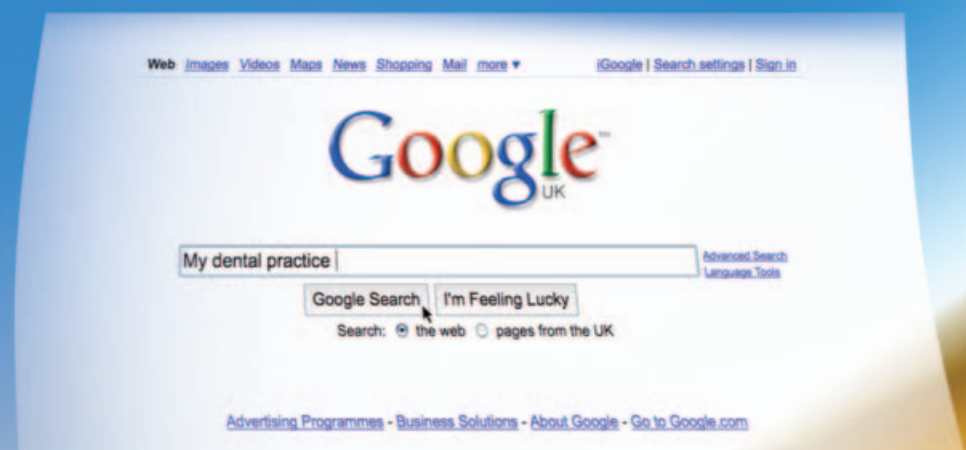 Web Images Videos Maps News Shopping Mail more ▼ iGoogle | Search settings | Sign in
Google™
UK
My dental practice
Advanced Search
Language Tools
Google Search I'm Feeling Lucky
Search: the web pages from the UK
Advertising Programmes - Business Solutions - About Google - Go to Google.com